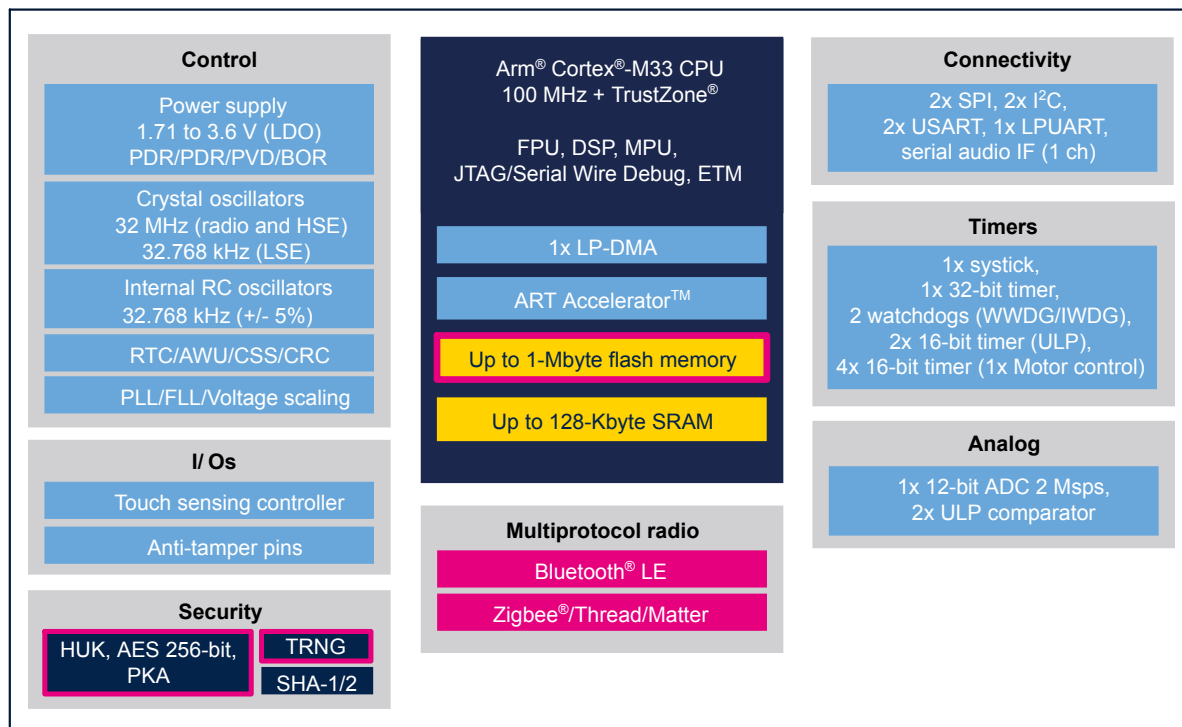 Control
Power supply
1.71 to 3.6 V (LDO)
PDR/PDR/PVD/BOR
Crystal oscillators
32 MHz (radio and HSE)
32.768 kHz (LSE)
Internal RC oscillators
32.768 kHz (+/- 5%)
RTC/AWU/CSS/CRC
PLL/FLL/Voltage scaling
I/ Os
Touch sensing controller
Anti-tamper pins
Security
HUK, AES 256-bit,
PKA
TRNG
SHA-1/2
Arm® Cortex®-M33 CPU
100 MHz + TrustZone®
FPU, DSP, MPU,
JTAG/Serial Wire Debug, ETM
1x LP-DMA
ART Accelerator™
Up to 1-Mbyte flash memory
Up to 128-Kbyte SRAM
Multiprotocol radio
Bluetooth® LE
Zigbee®/Thread/Matter
Connectivity
2x SPI, 2x I²C,
2x USART, 1x LPUART,
serial audio IF (1 ch)
Timers
1x systick,
1x 32-bit timer,
2 watchdogs (WWDG/IWDG),
2x 16-bit timer (ULP),
4x 16-bit timer (1x Motor control)
Analog
1x 12-bit ADC 2 Msps,
2x ULP comparator